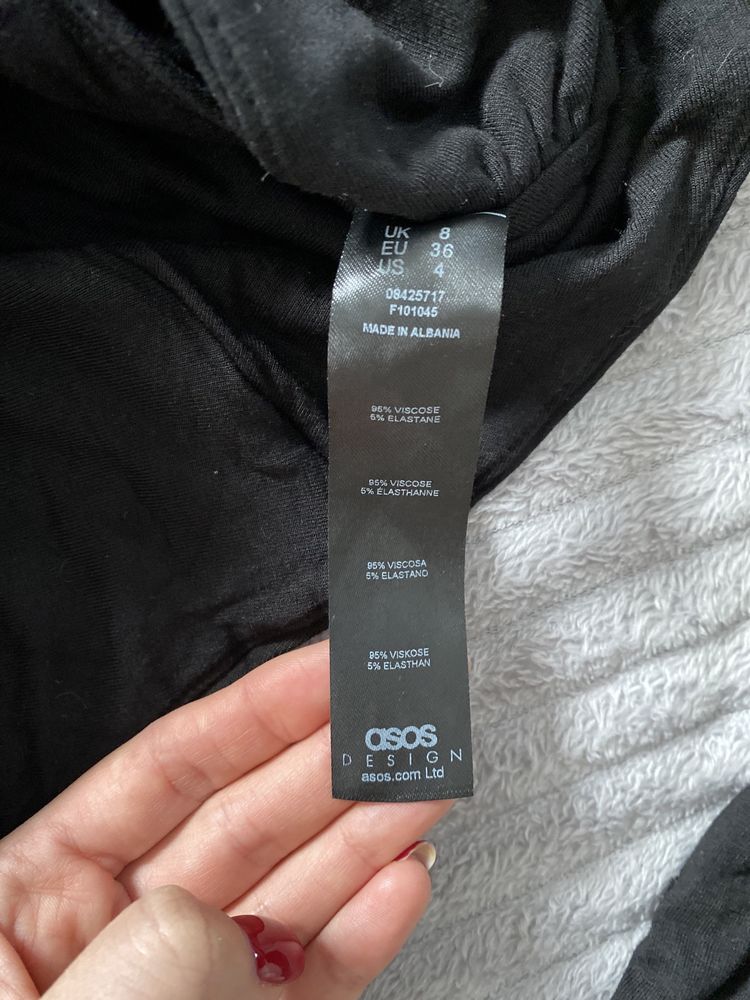 UK 8
EU 36
US 4
08425717
F101045
MADE IN ALBANIA
95% VISCOSE
5% ELASTANE
95% VISCOSE
5% ÉLASTHANNE
95% VISCOSA
5% ELASTANO
95% VISKOSE
5% ELASTHAN
asos
DESIGN
asos.com Ltd